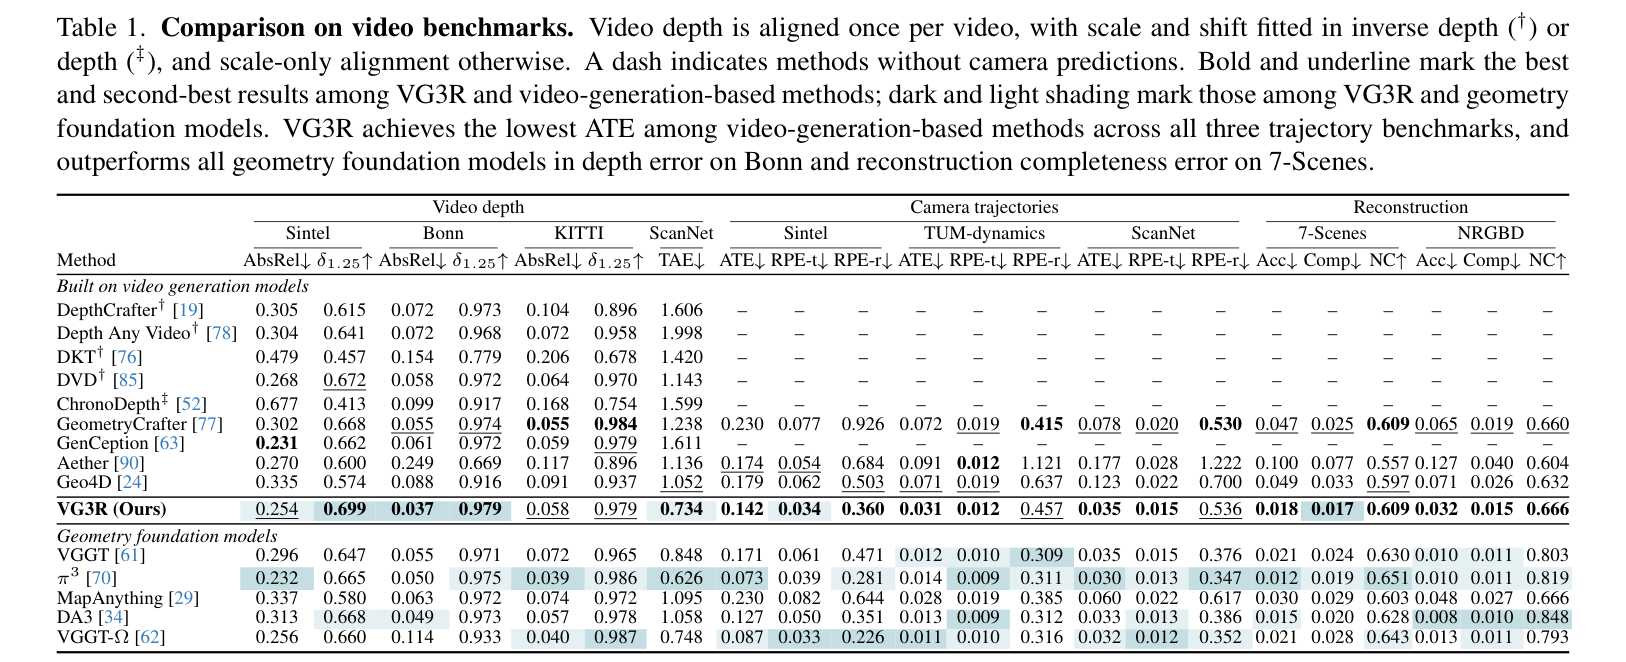 Table 1. Comparison on video benchmarks. Video depth is aligned once per video, with scale and shift fitted in inverse depth (†) or
depth (‡), and scale-only alignment otherwise. A dash indicates methods without camera predictions. Bold and underline mark the best
and second-best results among VG3R and video-generation-based methods; dark and light shading mark those among VG3R and geometry
foundation models. VG3R achieves the lowest ATE among video-generation-based methods across all three trajectory benchmarks, and
outperforms all geometry foundation models in depth error on Bonn and reconstruction completeness error on 7-Scenes.
Video depth Camera trajectories Reconstruction
Sintel Bonn KITTI ScanNet Sintel TUM-dynamics ScanNet 7-Scenes NRGBD
Method AbsRel↓ δ1.25↑ AbsRel↓ δ1.25↑ AbsRel↓ δ1.25↑ TAE↓ ATE↓ RPE-t↓ RPE-r↓ ATE↓ RPE-t↓ RPE-r↓ ATE↓ RPE-t↓ RPE-r↓ Acc↓ Comp↓ NC↑ Acc↓ Comp↓ NC↑
Built on video generation models
DepthCrafter† [19] 0.305 0.615 0.072 0.973 0.104 0.896 1.606 – – – – – – – – – – – – – – –
Depth Any Video† [78] 0.304 0.641 0.072 0.968 0.072 0.958 1.998 – – – – – – – – – – – – – – –
DKT† [76] 0.479 0.457 0.154 0.779 0.206 0.678 1.420 – – – – – – – – – – – – – – –
DVD† [85] 0.268 0.672 0.058 0.972 0.064 0.970 1.143 – – – – – – – – – – – – – – –
ChronoDepth‡ [52] 0.677 0.413 0.099 0.917 0.168 0.754 1.599 – – – – – – – – – – – – – – –
GeometryCrafter [77] 0.302 0.668 0.055 0.974 0.055 0.984 1.238 0.230 0.077 0.926 0.072 0.019 0.415 0.078 0.020 0.530 0.047 0.025 0.609 0.065 0.019 0.660
GenCeption [63] 0.231 0.662 0.061 0.972 0.059 0.979 1.611 – – – – – – – – – – – – – – –
Aether [90] 0.270 0.600 0.249 0.669 0.117 0.896 1.136 0.174 0.054 0.684 0.091 0.012 1.121 0.177 0.028 1.222 0.100 0.077 0.557 0.127 0.040 0.604
Geo4D [24] 0.335 0.574 0.088 0.916 0.091 0.937 1.052 0.179 0.062 0.503 0.071 0.019 0.637 0.123 0.022 0.700 0.049 0.033 0.597 0.071 0.026 0.632
VG3R (Ours) 0.254 0.699 0.037 0.979 0.058 0.979 0.734 0.142 0.034 0.360 0.031 0.012 0.457 0.035 0.015 0.536 0.018 0.017 0.609 0.032 0.015 0.666
Geometry foundation models
VGGT [61] 0.296 0.647 0.055 0.971 0.072 0.965 0.848 0.171 0.061 0.471 0.012 0.010 0.309 0.035 0.015 0.376 0.021 0.024 0.630 0.010 0.011 0.803
π³ [70] 0.232 0.665 0.050 0.975 0.039 0.986 0.626 0.073 0.039 0.281 0.014 0.009 0.311 0.030 0.013 0.347 0.012 0.019 0.651 0.010 0.011 0.819
MapAnything [29] 0.337 0.580 0.063 0.972 0.074 0.972 1.095 0.230 0.082 0.644 0.028 0.019 0.385 0.060 0.022 0.617 0.030 0.029 0.603 0.048 0.027 0.666
DA3 [34] 0.313 0.668 0.049 0.973 0.057 0.978 1.058 0.127 0.050 0.351 0.013 0.009 0.312 0.033 0.013 0.386 0.015 0.020 0.628 0.008 0.010 0.848
VGGT-Ω [62] 0.256 0.660 0.114 0.933 0.040 0.987 0.748 0.087 0.033 0.226 0.011 0.010 0.316 0.032 0.012 0.352 0.021 0.028 0.643 0.013 0.011 0.793